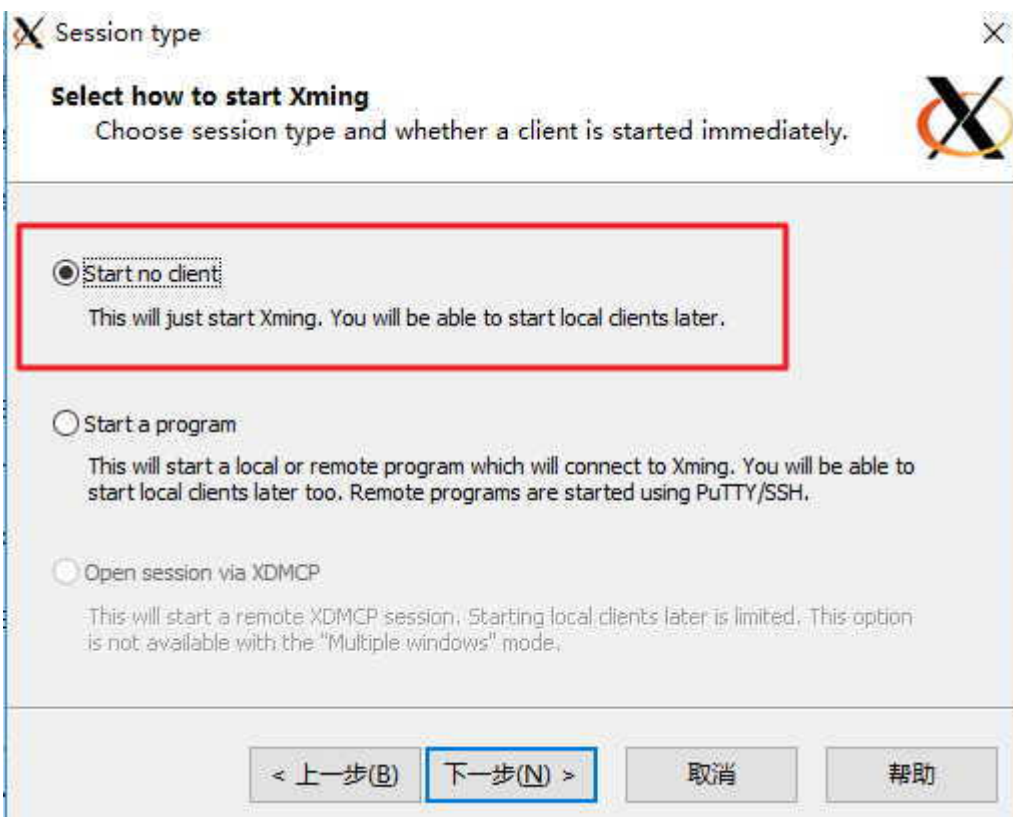 Session type
Select how to start Xming
Choose session type and whether a client is started immediately.
Start no client
This will just start Xming. You will be able to start local clients later.
Start a program
This will start a local or remote program which will connect to Xming. You will be able to
start local clients later too. Remote programs are started using PuTTY/SSH.
Open session via XDMCP
This will start a remote XDMCP session. Starting local clients later is limited. This option
is not available with the "Multiple windows" mode.
< 上一步(B) 下一步(N) > 取消 帮助